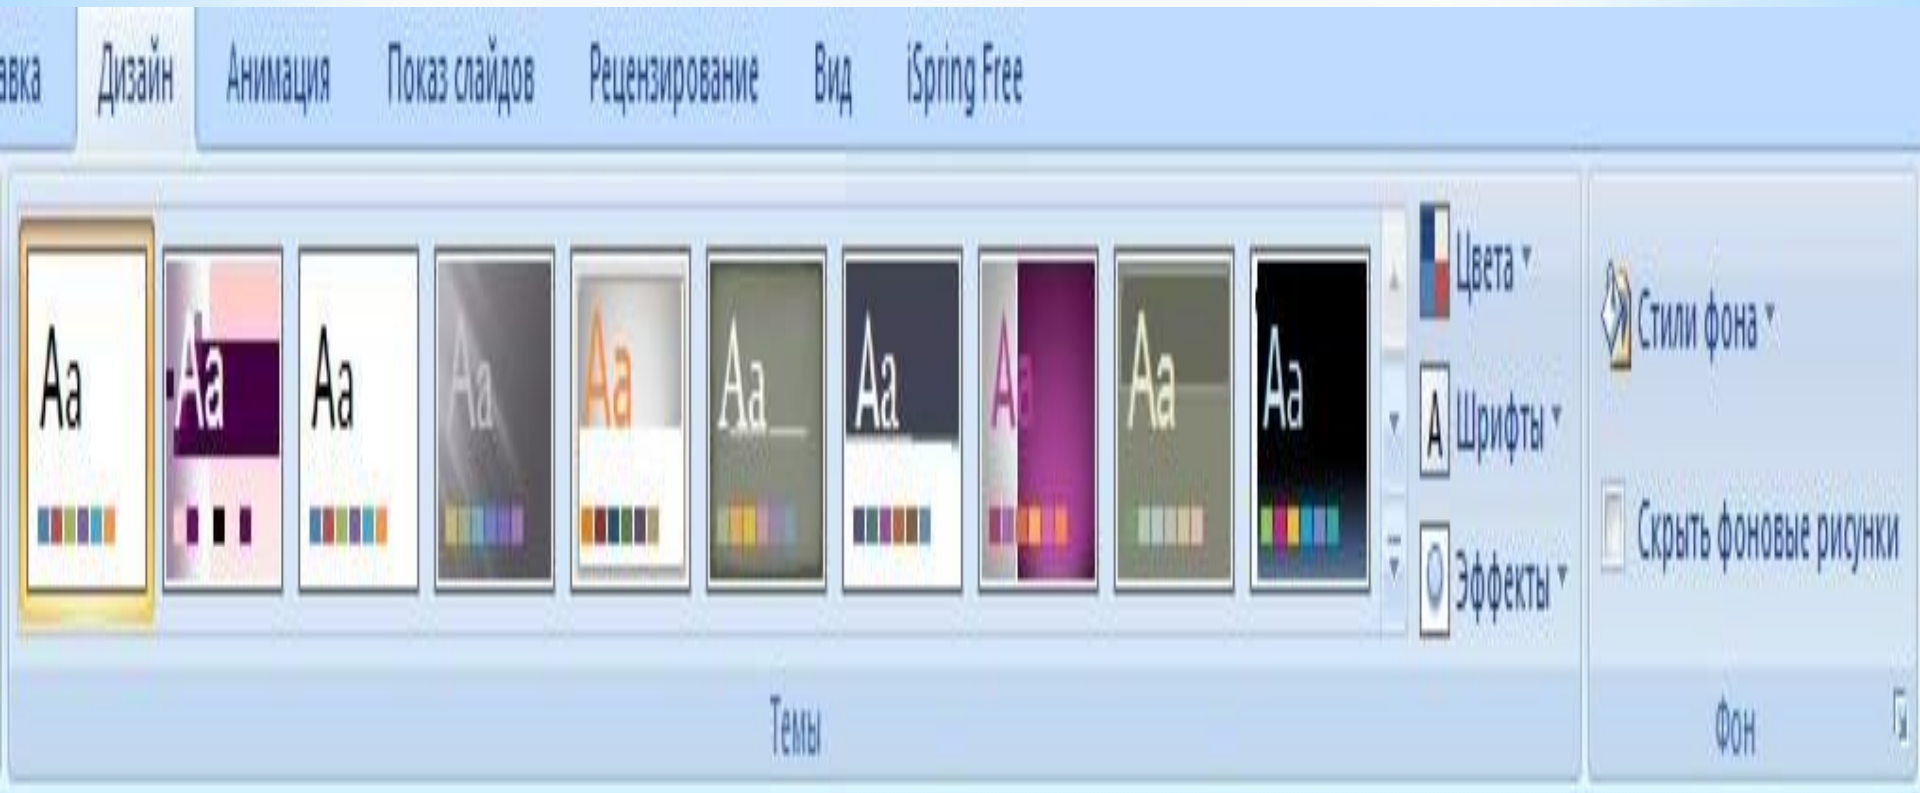 авка Дизайн Анимация Показ слайдов Рецензирование Вид iSpring Free
Aa Aa Aa Aa Aa Aa Aa Aa Aa Aa
Цвета
A Шрифты
Эффекты
Темы
Стили фона
Скрыть фоновые рисунки
Фон